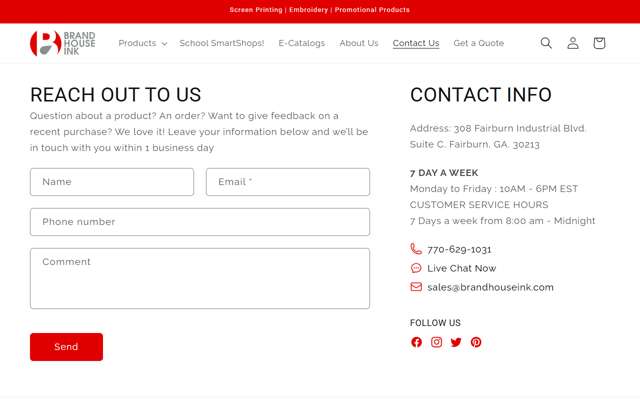 Screen Printing | Embroidery | Promotional Products
BRAND
HOUSE
INK
Products
School SmartShops!
E-Catalogs
About Us
Contact Us
Get a Quote
REACH OUT TO US
Question about a product? An order? Want to give feedback on a
recent purchase? We love it! Leave your information below and we'll be
in touch with you within 1 business day
Name
Email *
Phone number
Comment
Send
CONTACT INFO
Address: 308 Fairburn Industrial Blvd.
Suite C. Fairburn, GA. 30213
7 DAY A WEEK
Monday to Friday : 10AM - 6PM EST
CUSTOMER SERVICE HOURS
7 Days a week from 8:00 am - Midnight
770-629-1031
Live Chat Now
sales@brandhouseink.com
FOLLOW US